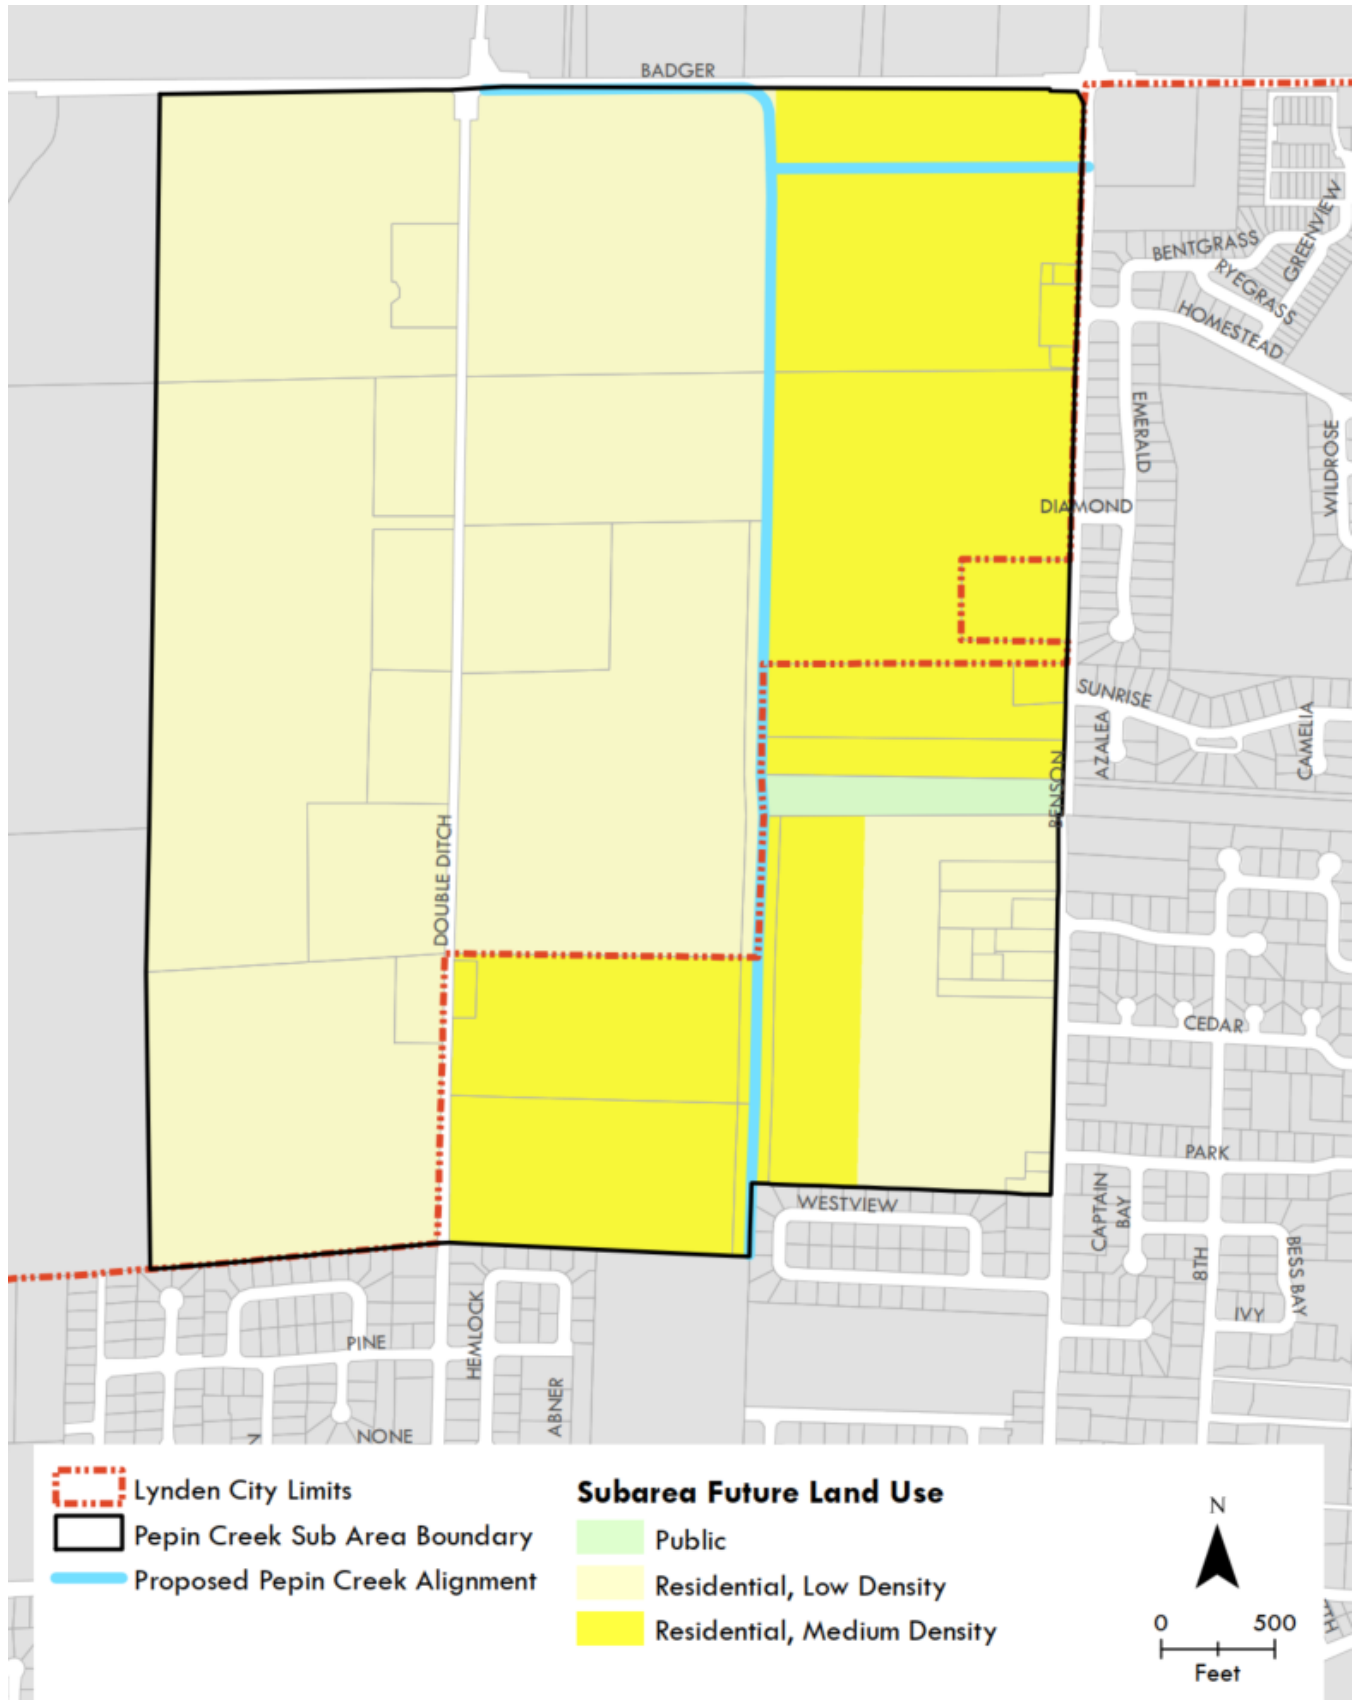 BADGER
BENTGRASS
GREENVIEW
RYEGRASS
HOMESTEAD
EMERALD
WILDROSE
DIAMOND
SUNRISE
AZALEA
CAMELIA
BENSON
DOUBLE DITCH
CEDAR
PARK
CAPTAIN
BAY
WESTVIEW
8TH
BESS BAY
IVY
HEMLOCK
PINE
ABNER
NONE
N
Lynden City Limits
Pepin Creek Sub Area Boundary
Proposed Pepin Creek Alignment
Subarea Future Land Use
Public
Residential, Low Density
Residential, Medium Density
N
0 500
Feet